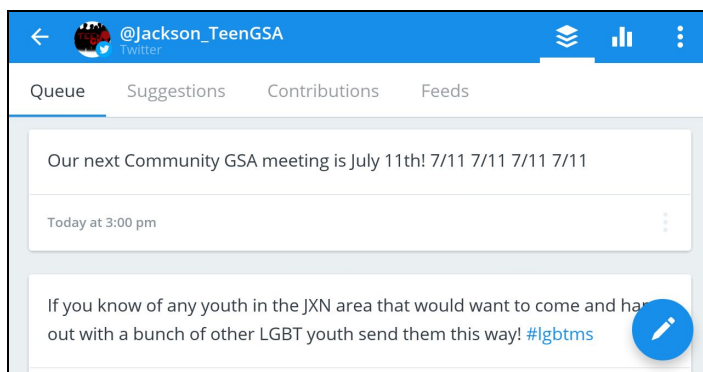 @Jackson_TeenGSA
Twitter
Queue Suggestions Contributions Feeds
Our next Community GSA meeting is July 11th! 7/11 7/11 7/11 7/11
Today at 3:00 pm
If you know of any youth in the JXN area that would want to come and
out with a bunch of other LGBT youth send them this way! #lgbtms